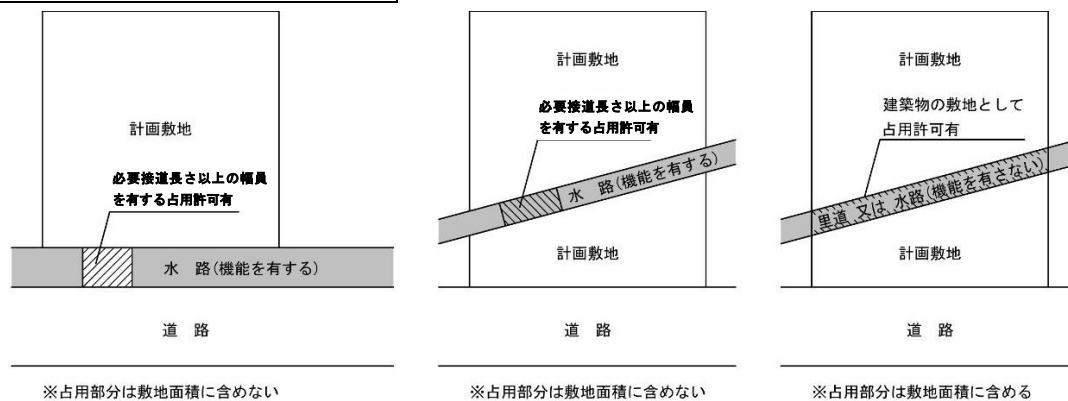 計画敷地
必要接道長さ以上の幅員
を有する占用許可有
水 路(機能を有する)
道 路
※占用部分は敷地面積に含めない
計画敷地
必要接道長さ以上の幅員
を有する占用許可有
水 路(機能を有する)
計画敷地
道 路
※占用部分は敷地面積に含めない
計画敷地
建築物の敷地として
占用許可有
里道 又は 水路(機能を有さない)
計画敷地
道 路
※占用部分は敷地面積に含める